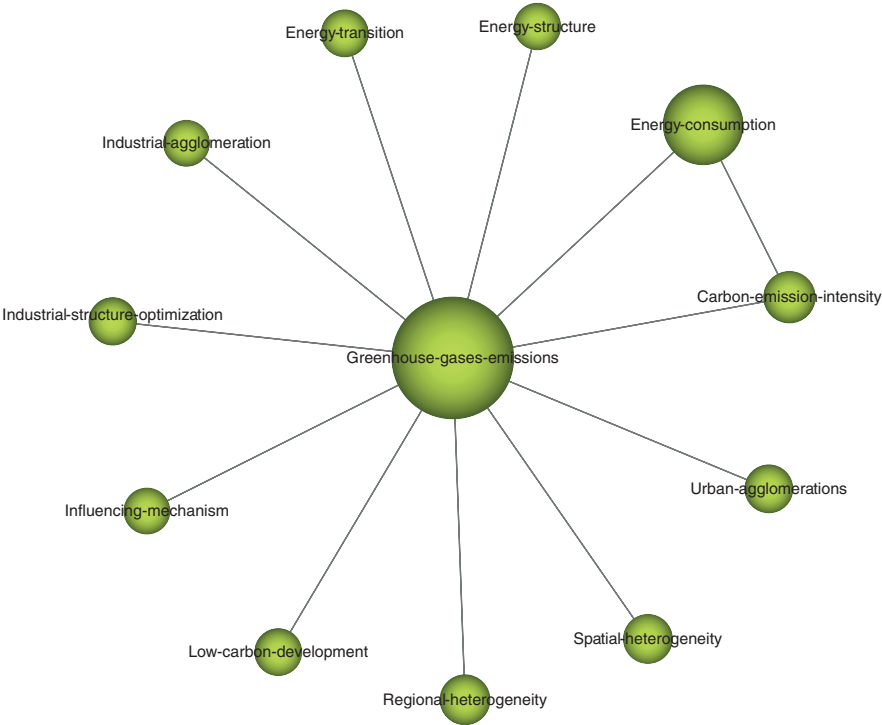 Energy-structure
Energy-transition
Energy-consumption
Industrial-agglomeration
Carbon-emission-intensity
Industrial-structure-optimization
Greenhouse-gases-emissions
Urban-agglomerations
Influencing-mechanism
Spatial-heterogeneity
Low-carbon-development
Regional-heterogeneity